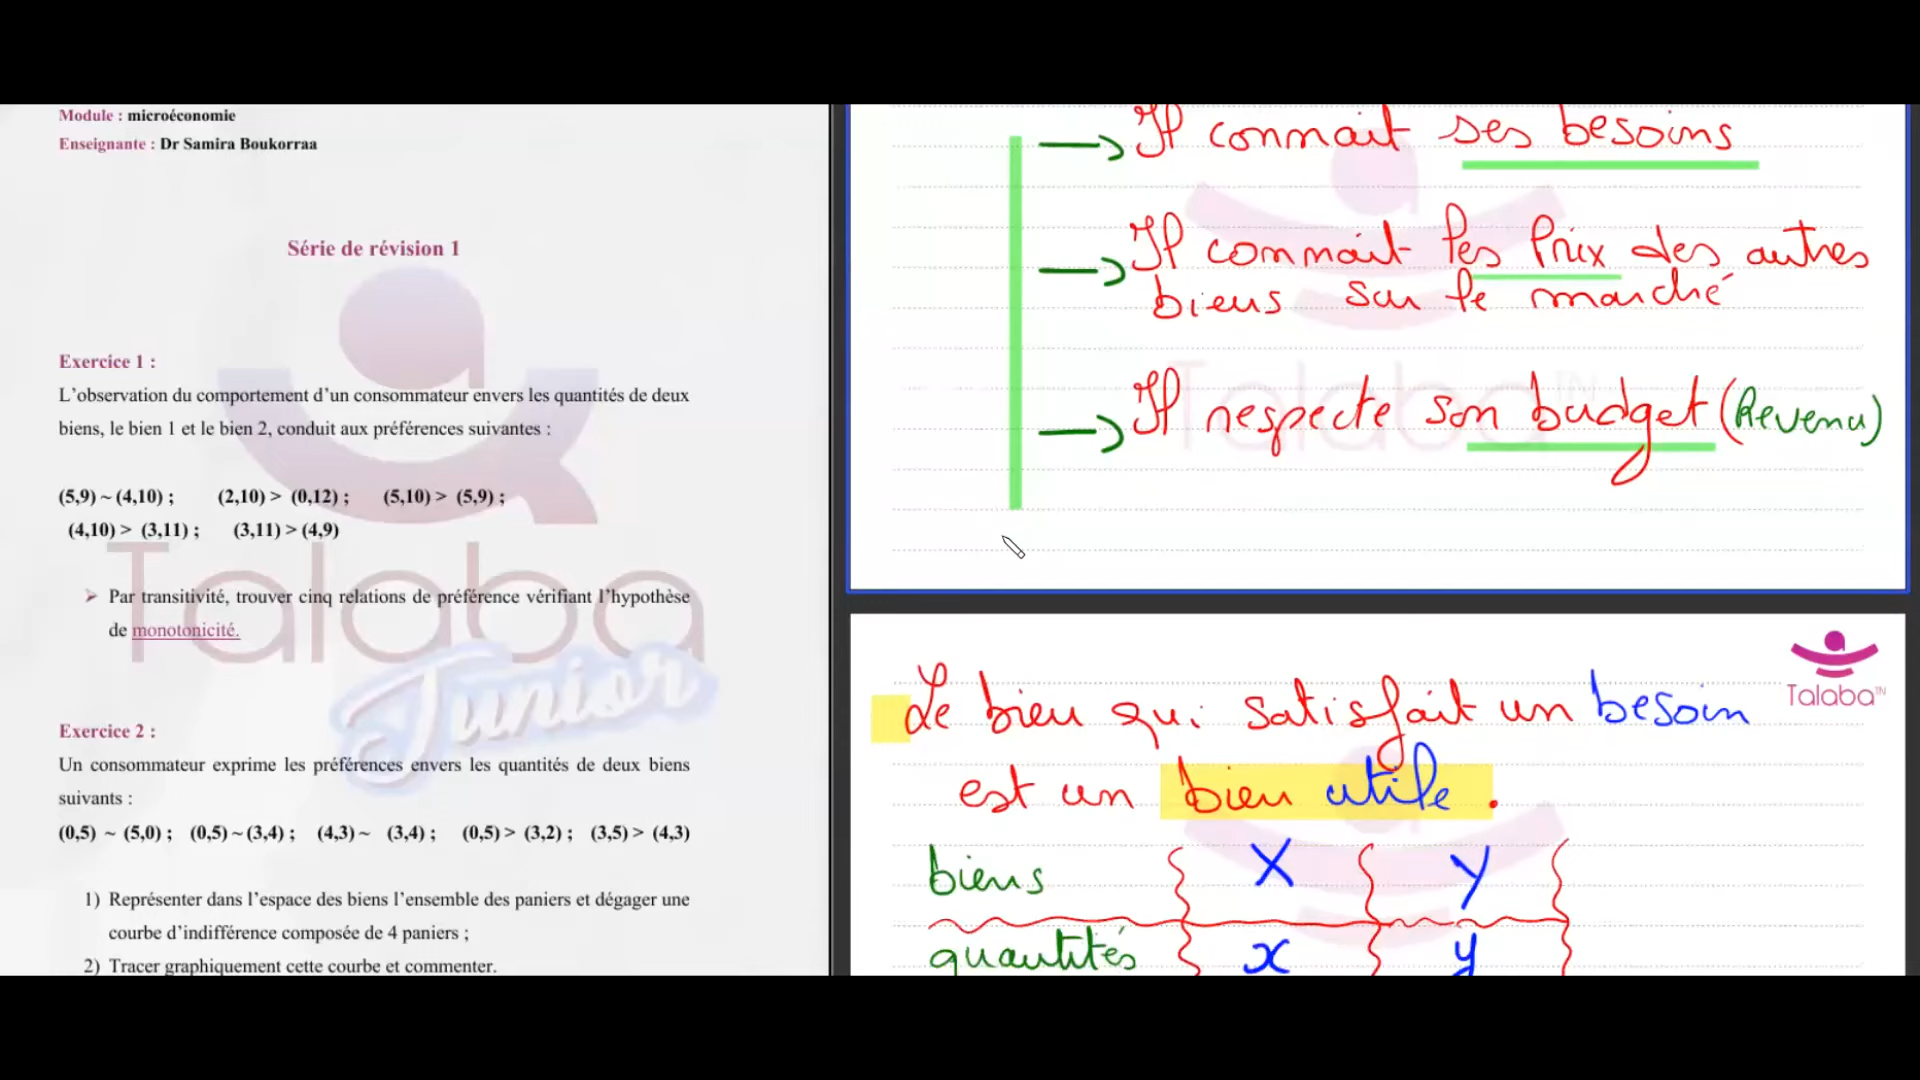 Module : microéconomie
Enseignante : Dr Samira Boukorraa
Série de révision 1
Exercice 1 :
L’observation du comportement d’un consommateur envers les quantités de deux
biens, le bien 1 et le bien 2, conduit aux préférences suivantes :
(5,9) ~ (4,10) ; (2,10) > (0,12) ; (5,10) > (5,9) ;
(4,10) > (3,11) ; (3,11) > (4,9)
➢ Par transitivité, trouver cinq relations de préférence vérifiant l’hypothèse
de monotonicité.
Talaba
Junior
Exercice 2 :
Un consommateur exprime les préférences envers les quantités de deux biens
suivants :
(0,5) ~ (5,0) ; (0,5) ~ (3,4) ; (4,3) ~ (3,4) ; (0,5) > (3,2) ; (3,5) > (4,3)
1) Représenter dans l’espace des biens l’ensemble des paniers et dégager une
courbe d’indifférence composée de 4 paniers ;
2) Tracer graphiquement cette courbe et commenter.
→ Il connait ses besoins
→ Il connait les prix des autres
biens sur le marché
→ Il respecte son budget (Revenu)
Talaba TN
Le bien qui satisfait un besoin
est un bien utile.
Talaba TN
biens X Y
quantités x y